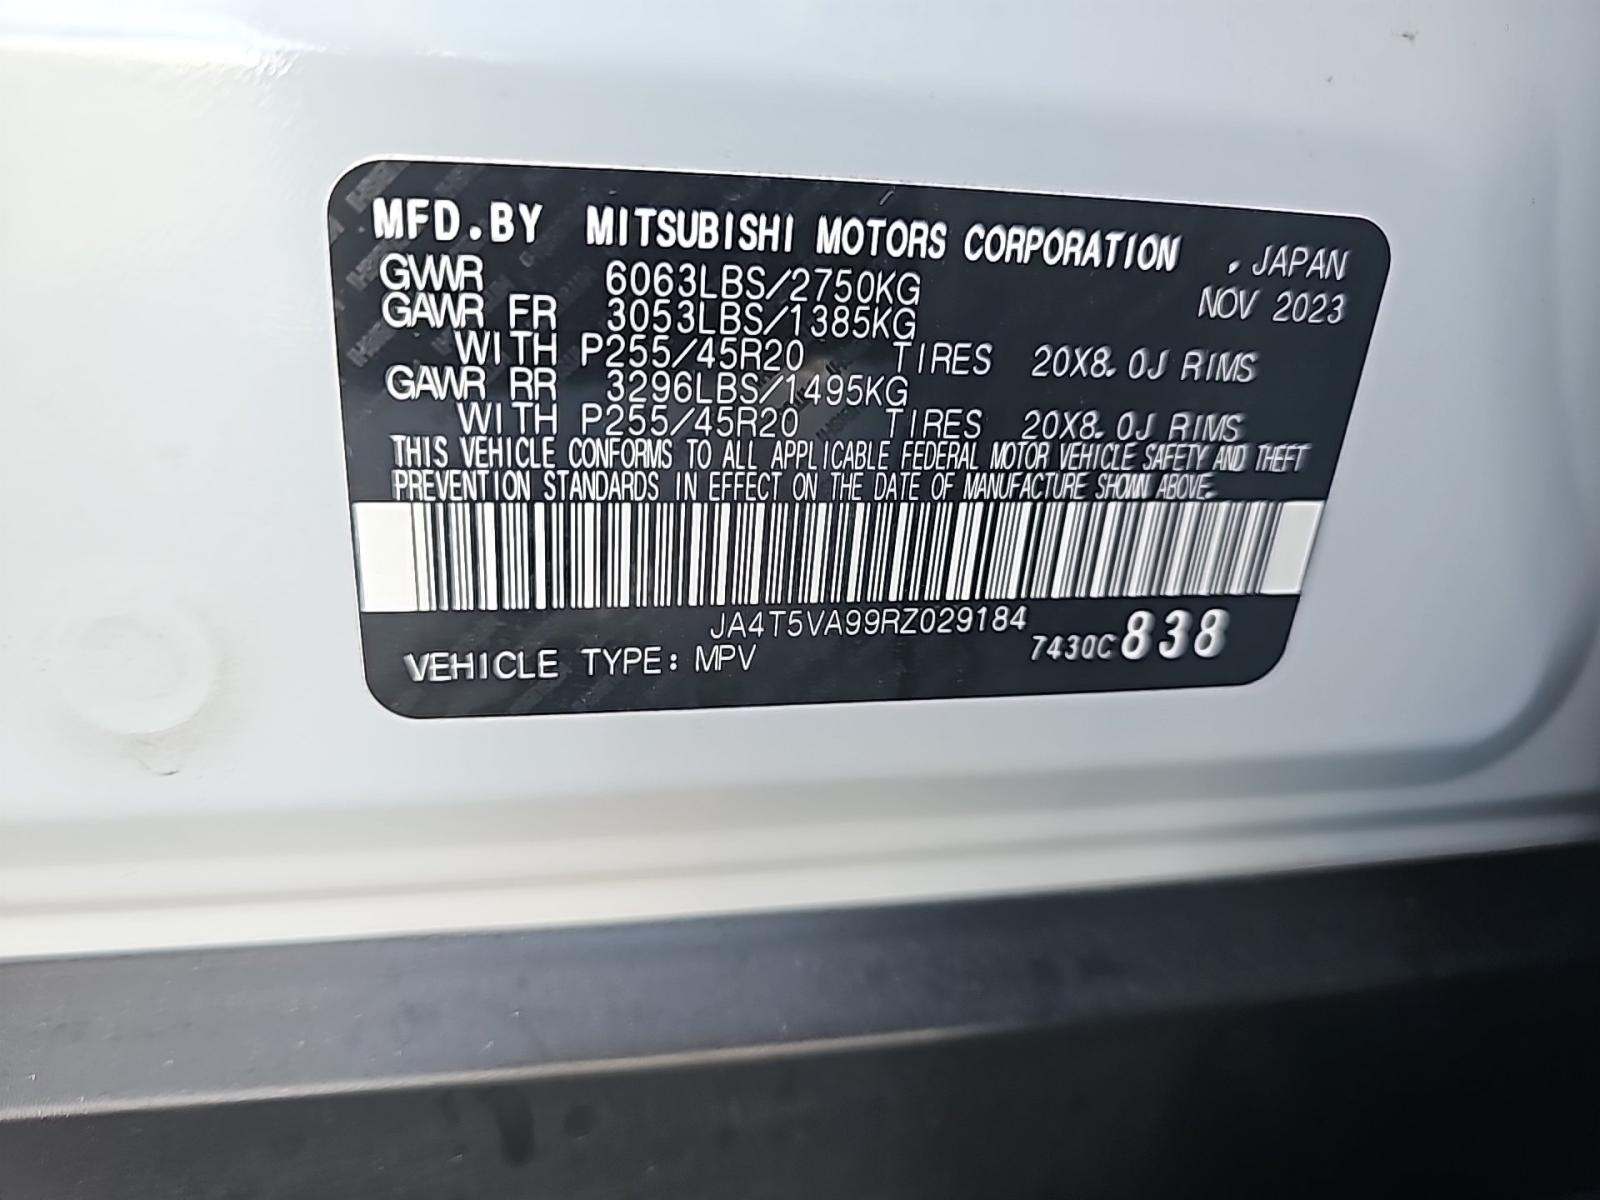 MFD.BY MITSUBISHI MOTORS CORPORATION , JAPAN
GVWR 6063LBS/2750KG NOV 2023
GAWR FR 3053LBS/1385KG
WITH P255/45R20 TIRES 20X8.0J RIMS
GAWR RR 3296LBS/1495KG
WITH P255/45R20 TIRES 20X8.0J RIMS
THIS VEHICLE CONFORMS TO ALL APPLICABLE FEDERAL MOTOR VEHICLE SAFETY AND THEFT
PREVENTION STANDARDS IN EFFECT ON THE DATE OF MANUFACTURE SHOWN ABOVE.
JA4T5VA99RZ029184
VEHICLE TYPE: MPV 7430C 838